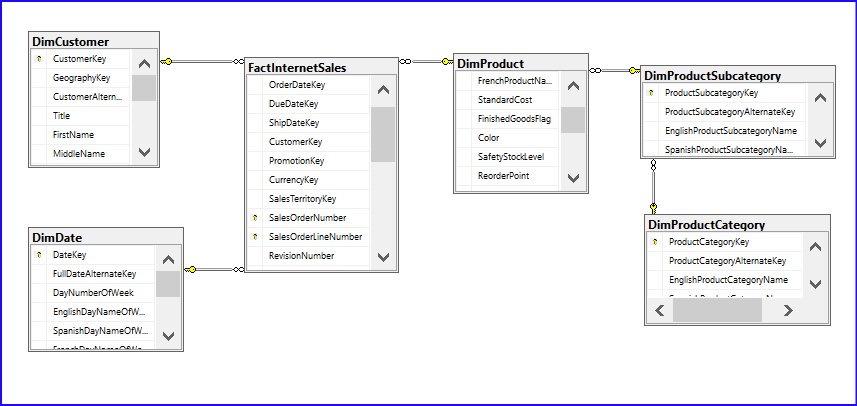 DimCustomer
CustomerKey
GeographyKey
CustomerAltern...
Title
FirstName
MiddleName
FactInternetSales
OrderDateKey
DueDateKey
ShipDateKey
CustomerKey
PromotionKey
CurrencyKey
SalesTerritoryKey
SalesOrderNumber
SalesOrderLineNumber
RevisionNumber
DimProduct
FrenchProductNa...
StandardCost
FinishedGoodsFlag
Color
SafetyStockLevel
ReorderPoint
DimProductSubcategory
ProductSubcategoryKey
ProductSubcategoryAlternateKey
EnglishProductSubcategoryName
SpanishProductSubcategoryNam...
DimDate
DateKey
FullDateAlternateKey
DayNumberOfWeek
EnglishDayNameOfW...
SpanishDayNameOfW...
FrenchDayNameOfWe...
DimProductCategory
ProductCategoryKey
ProductCategoryAlternateKey
EnglishProductCategoryName